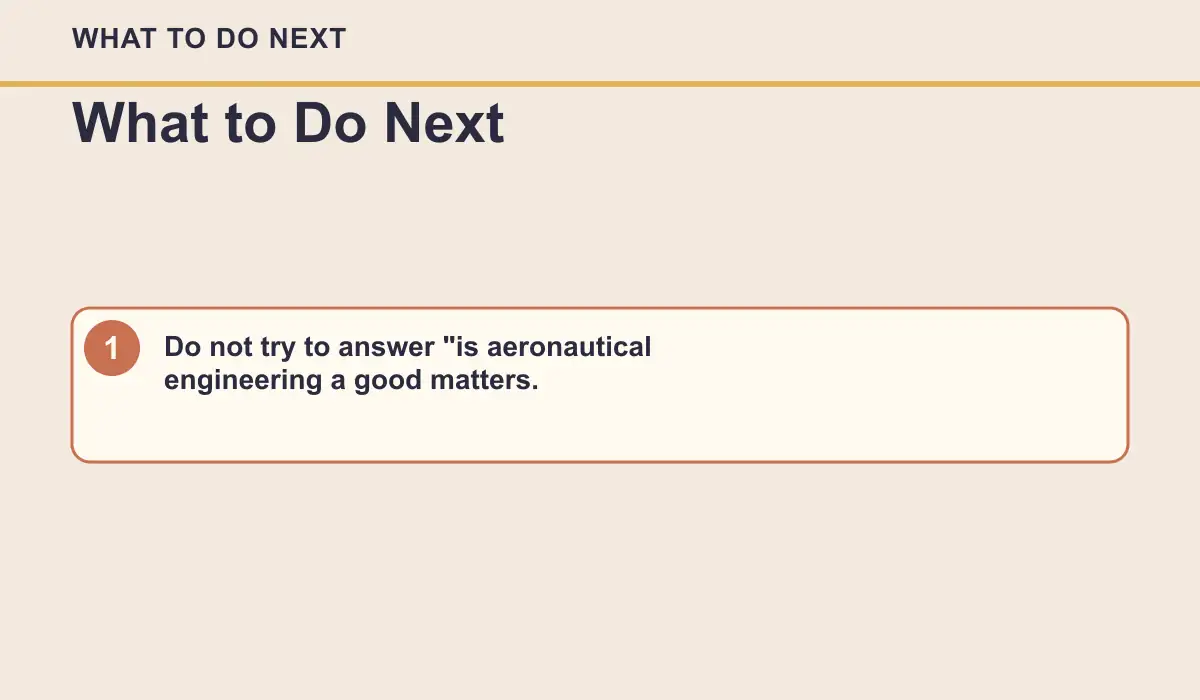 WHAT TO DO NEXT
What to Do Next
1
Do not try to answer "is aeronautical
engineering a good matters.